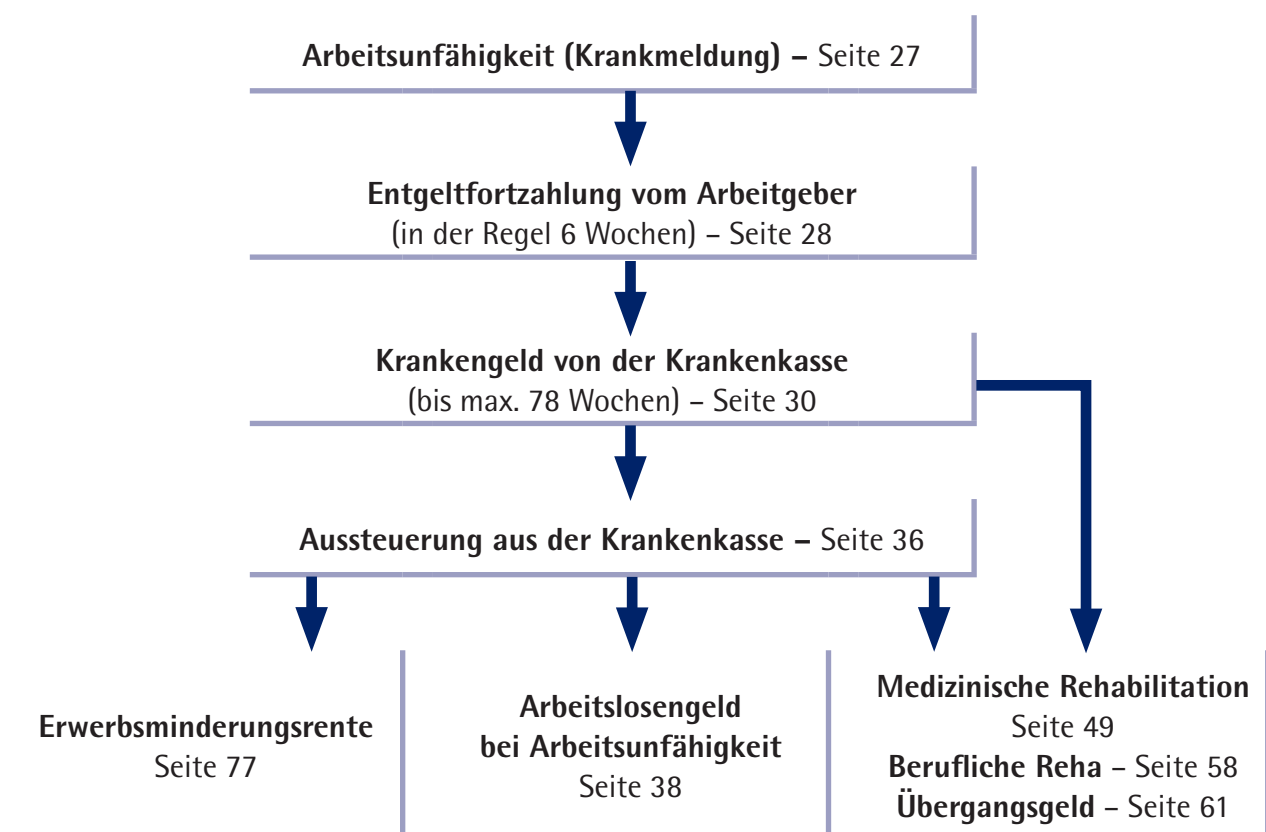 Arbeitsunfähigkeit (Krankmeldung) – Seite 27
Entgeltfortzahlung vom Arbeitgeber
(in der Regel 6 Wochen) – Seite 28
Krankengeld von der Krankenkasse
(bis max. 78 Wochen) – Seite 30
Aussteuerung aus der Krankenkasse – Seite 36
Erwerbsminderungsrente
Seite 77
Arbeitslosengeld
bei Arbeitsunfähigkeit
Seite 38
Medizinische Rehabilitation
Seite 49
Berufliche Reha – Seite 58
Übergangsgeld – Seite 61